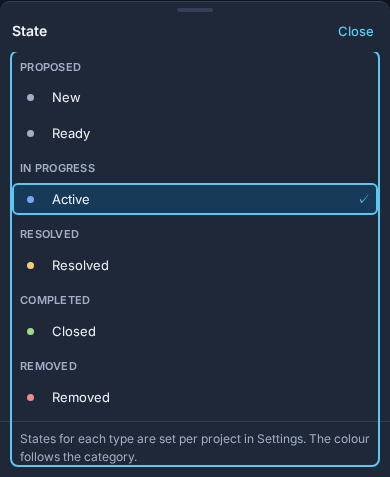 State
Close
PROPOSED
New
Ready
IN PROGRESS
Active
RESOLVED
Resolved
COMPLETED
Closed
REMOVED
Removed
States for each type are set per project in Settings. The colour
follows the category.